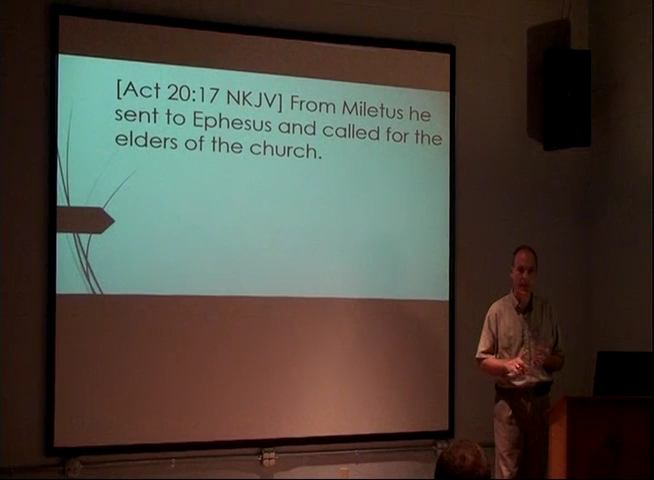 [Act 20:17 NKJV] From Miletus he
sent to Ephesus and called for the
elders of the church.